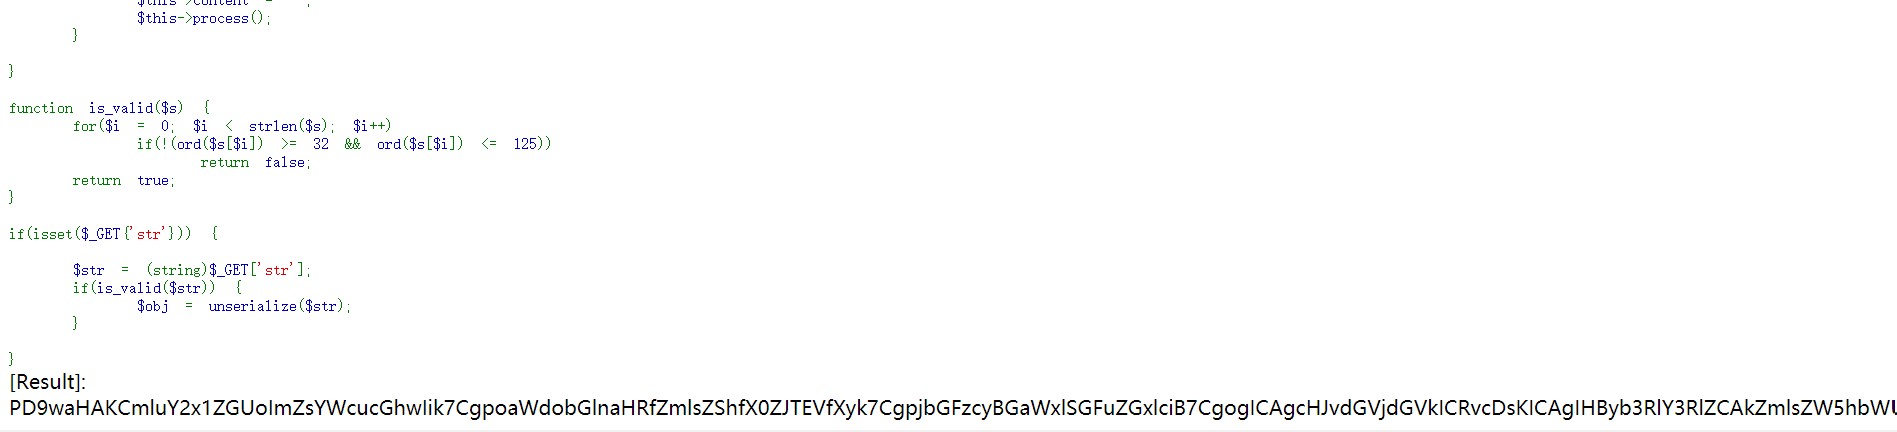 $this->content =
$this->process();
}
}
function is_valid($s) {
for($i = 0; $i < strlen($s); $i++)
if(!(ord($s[$i]) >= 32 && ord($s[$i]) <= 125))
return false;
return true;
}
if(isset($_GET{'str'})) {
$str = (string)$_GET['str'];
if(is_valid($str)) {
$obj = unserialize($str);
}
}
[Result]:
PD9waHAKCmluY2x1ZGUoImZsYWcucGhwIik7CgpoaWdobGlnaHRfZmlsZShfX0ZJTEVfXyk7CgpjbGFzcyBGaWxlSGFuZGxlciB7CgogICAgcHJvdGVjdGVkICRvcDsKICAgIHByb3RlY3RlZCAkZmlsZW5hbWU